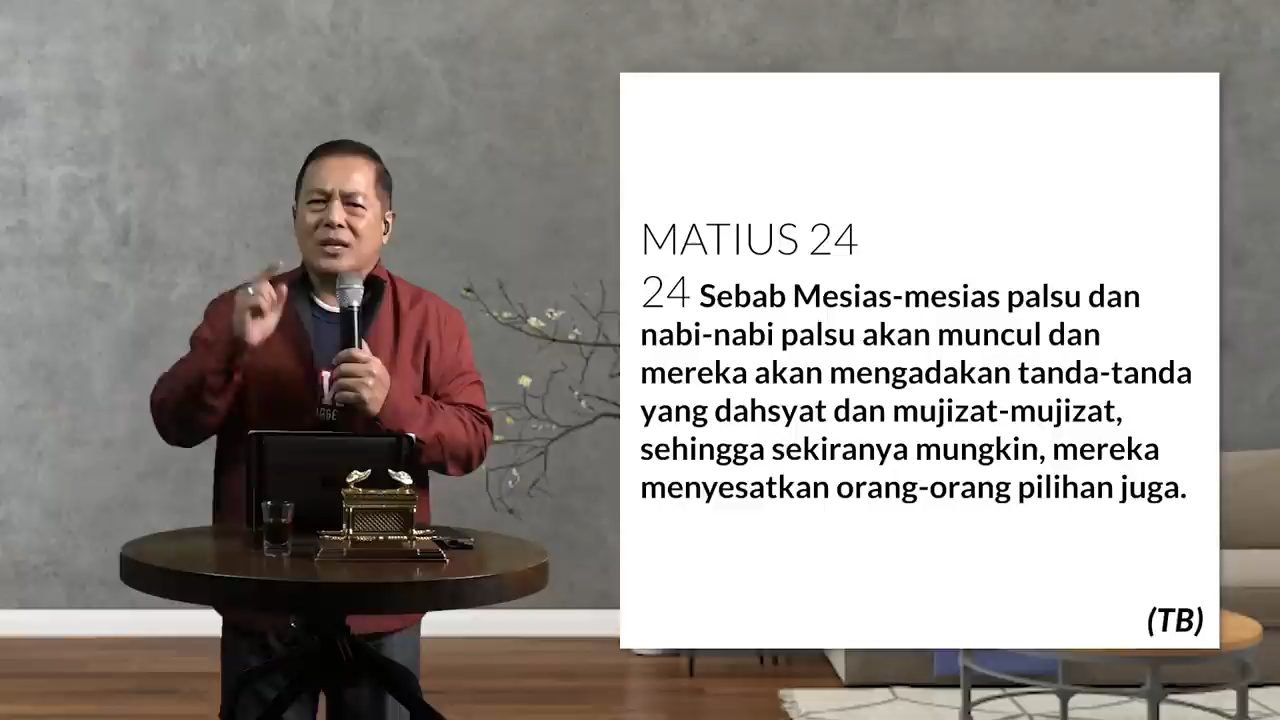 MATIUS 24
24 Sebab Mesias-mesias palsu dan
nabi-nabi palsu akan muncul dan
mereka akan mengadakan tanda-tanda
yang dahsyat dan mujizat-mujizat,
sehingga sekiranya mungkin, mereka
menyesatkan orang-orang pilihan juga.
(TB)